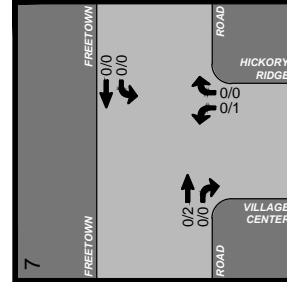 FREETOWN
ROAD
0/0
0/0
HICKORY
RIDGE
0/0
0/1
0/2
0/0
VILLAGE
CENTER
FREETOWN
ROAD
7